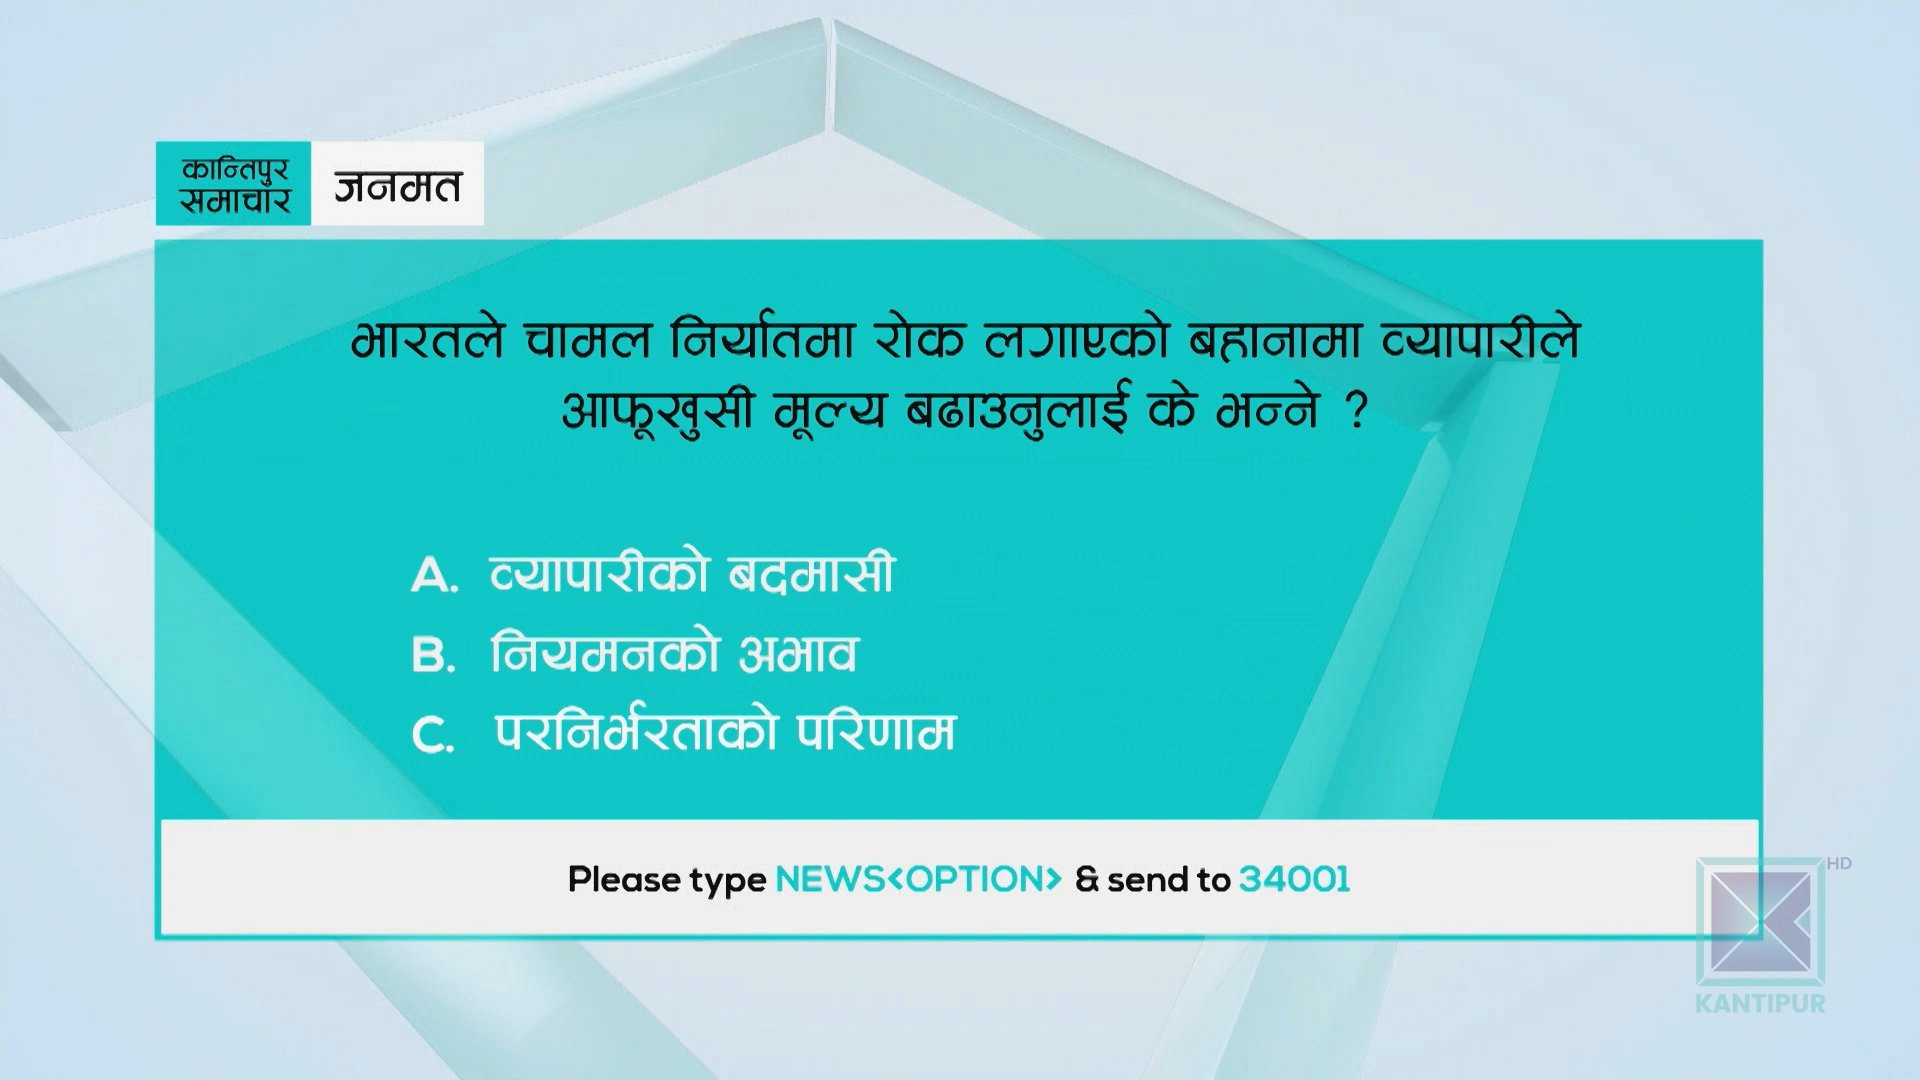 कान्तिपुर
समाचार
जनमत
भारतले चामल निर्यातमा रोक लगाएको बहानामा व्यापारीले
आफूखुसी मूल्य बढाउनुलाई के भन्ने ?
A. व्यापारीको बदमासी
B. नियमनको अभाव
C. परनिर्भरताको परिणाम
Please type NEWS<OPTION> & send to 34001
HD
KANTIPUR